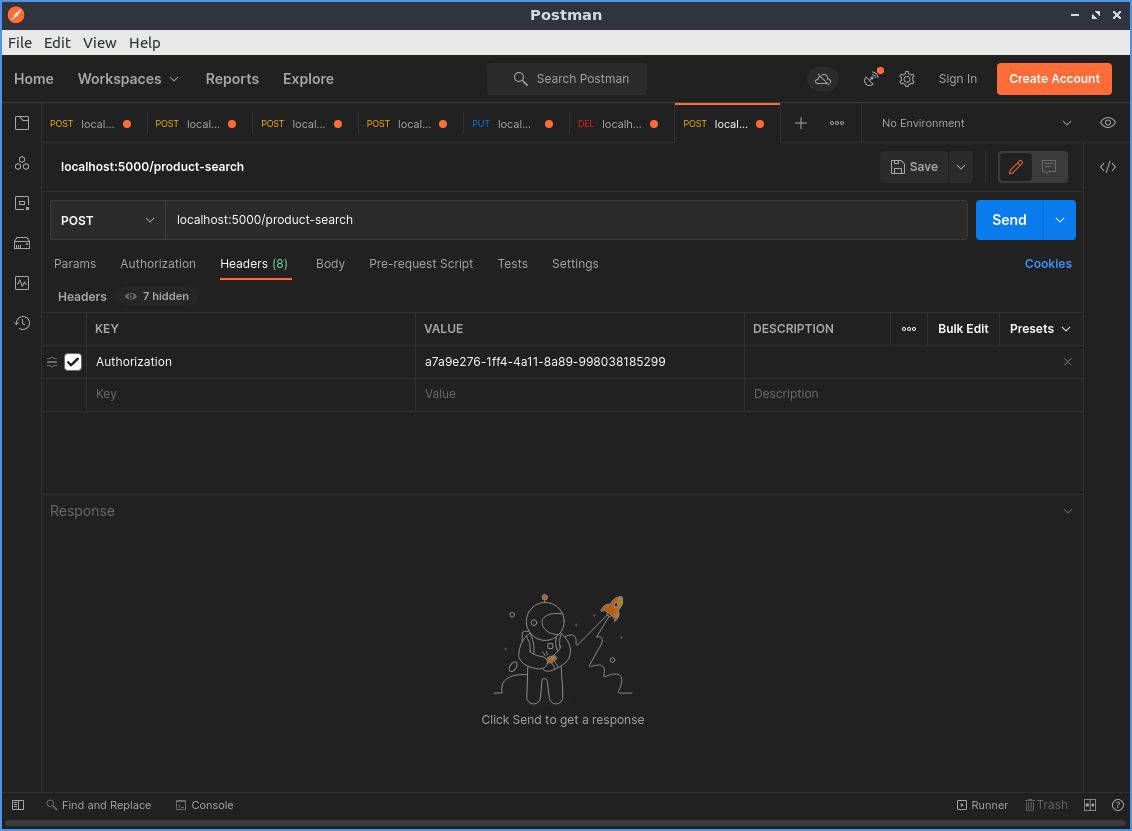 Postman
File Edit View Help
Home Workspaces Reports Explore Search Postman Sign In Create Account
POST local... POST local... POST local... POST local... PUT local... DEL localh... POST local... No Environment
localhost:5000/product-search Save
POST localhost:5000/product-search Send
Params Authorization Headers (8) Body Pre-request Script Tests Settings Cookies
Headers 7 hidden
KEY VALUE DESCRIPTION Bulk Edit Presets
Authorization a7a9e276-1ff4-4a11-8a89-998038185299
Key Value Description
Response
Click Send to get a response
Find and Replace Console Runner Trash